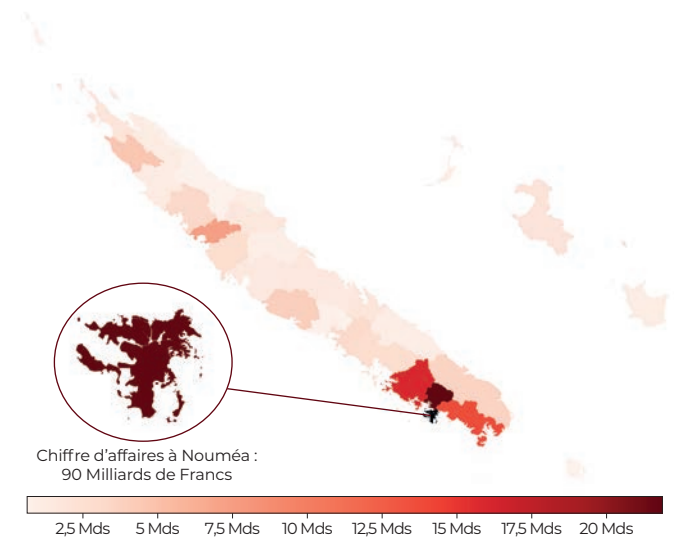 Chiffre d'affaires à Nouméa :
90 Milliards de Francs
2,5 Mds 5 Mds 7,5 Mds 10 Mds 12,5 Mds 15 Mds 17,5 Mds 20 Mds